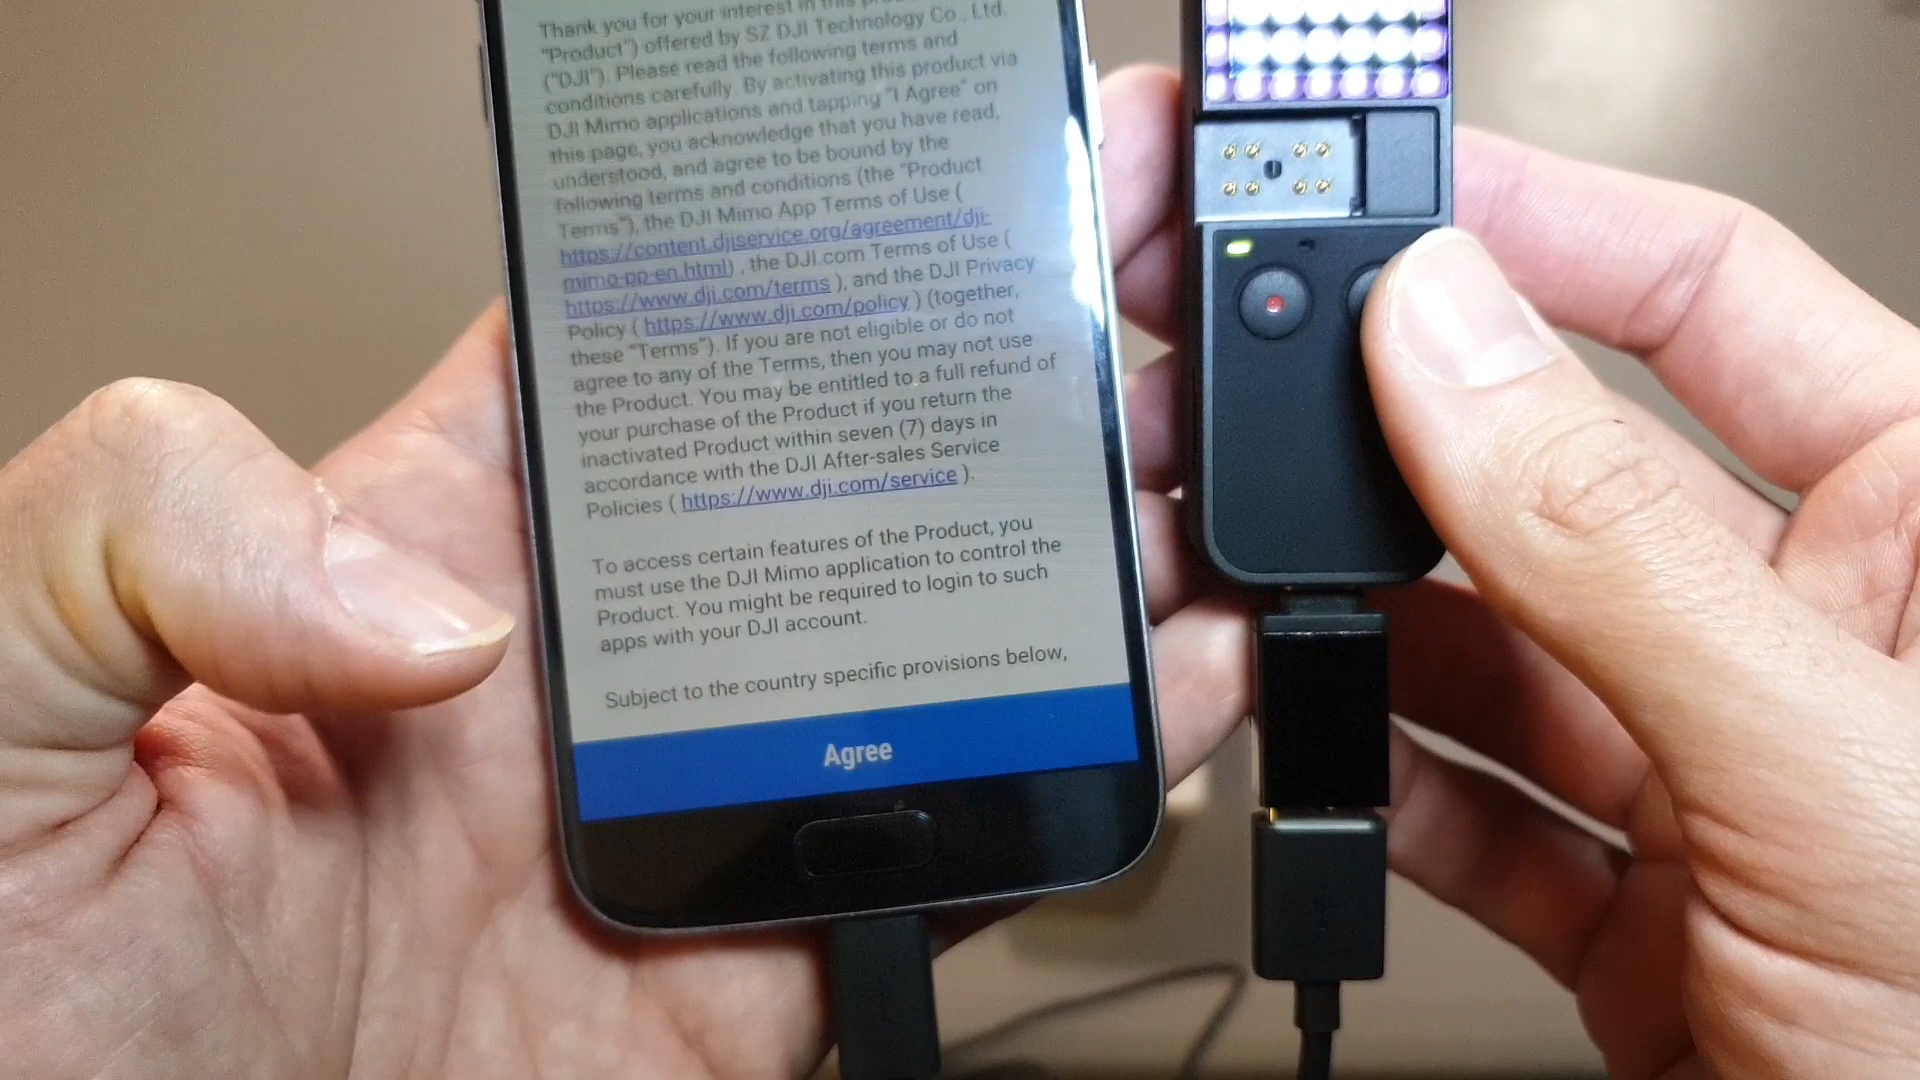 Thank you for your interest in this
"Product") offered by SZ DJI Technology Co., Ltd.
("DJI"). Please read the following terms and
conditions carefully. By activating this product via
DJI Mimo applications and tapping "I Agree" on
this page, you acknowledge that you have read,
understood, and agree to be bound by the
following terms and conditions (the "Product
Terms"), the DJI Mimo App Terms of Use (
https://content.djiservice.org/agreement/dji-
mimo-pp-en.html) , the DJI.com Terms of Use (
https://www.dji.com/terms ), and the DJI Privacy
Policy ( https://www.dji.com/policy ) (together,
these "Terms"). If you are not eligible or do not
agree to any of the Terms, then you may not use
the Product. You may be entitled to a full refund of
your purchase of the Product if you return the
inactivated Product within seven (7) days in
accordance with the DJI After-sales Service
Policies ( https://www.dji.com/service ).
To access certain features of the Product, you
must use the DJI Mimo application to control the
Product. You might be required to login to such
apps with your DJI account.
Subject to the country specific provisions below,
Agree